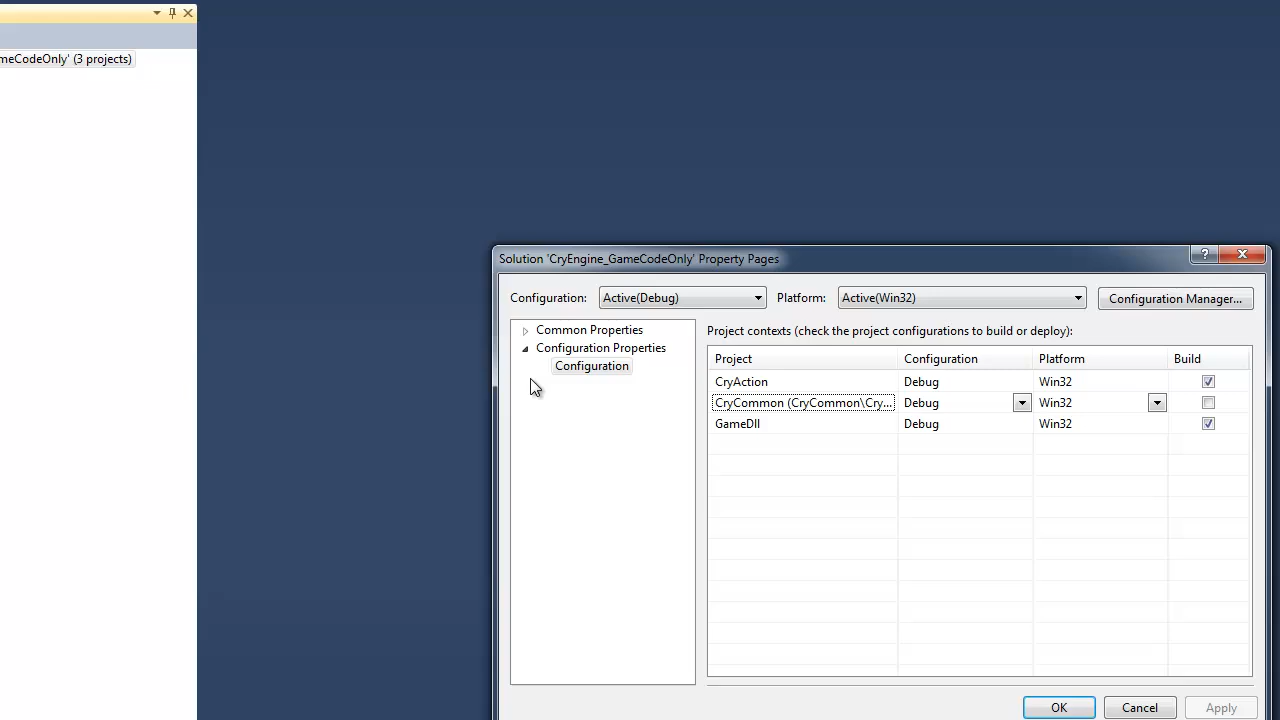 meCodeOnly' (3 projects)
Solution 'CryEngine_GameCodeOnly' Property Pages
?
Configuration: Active(Debug) Platform: Active(Win32) Configuration Manager...
Common Properties
Configuration Properties
Configuration
Project contexts (check the project configurations to build or deploy):
Project Configuration Platform Build
CryAction Debug Win32
CryCommon (CryCommon\Cry... Debug Win32
GameDll Debug Win32
OK Cancel Apply